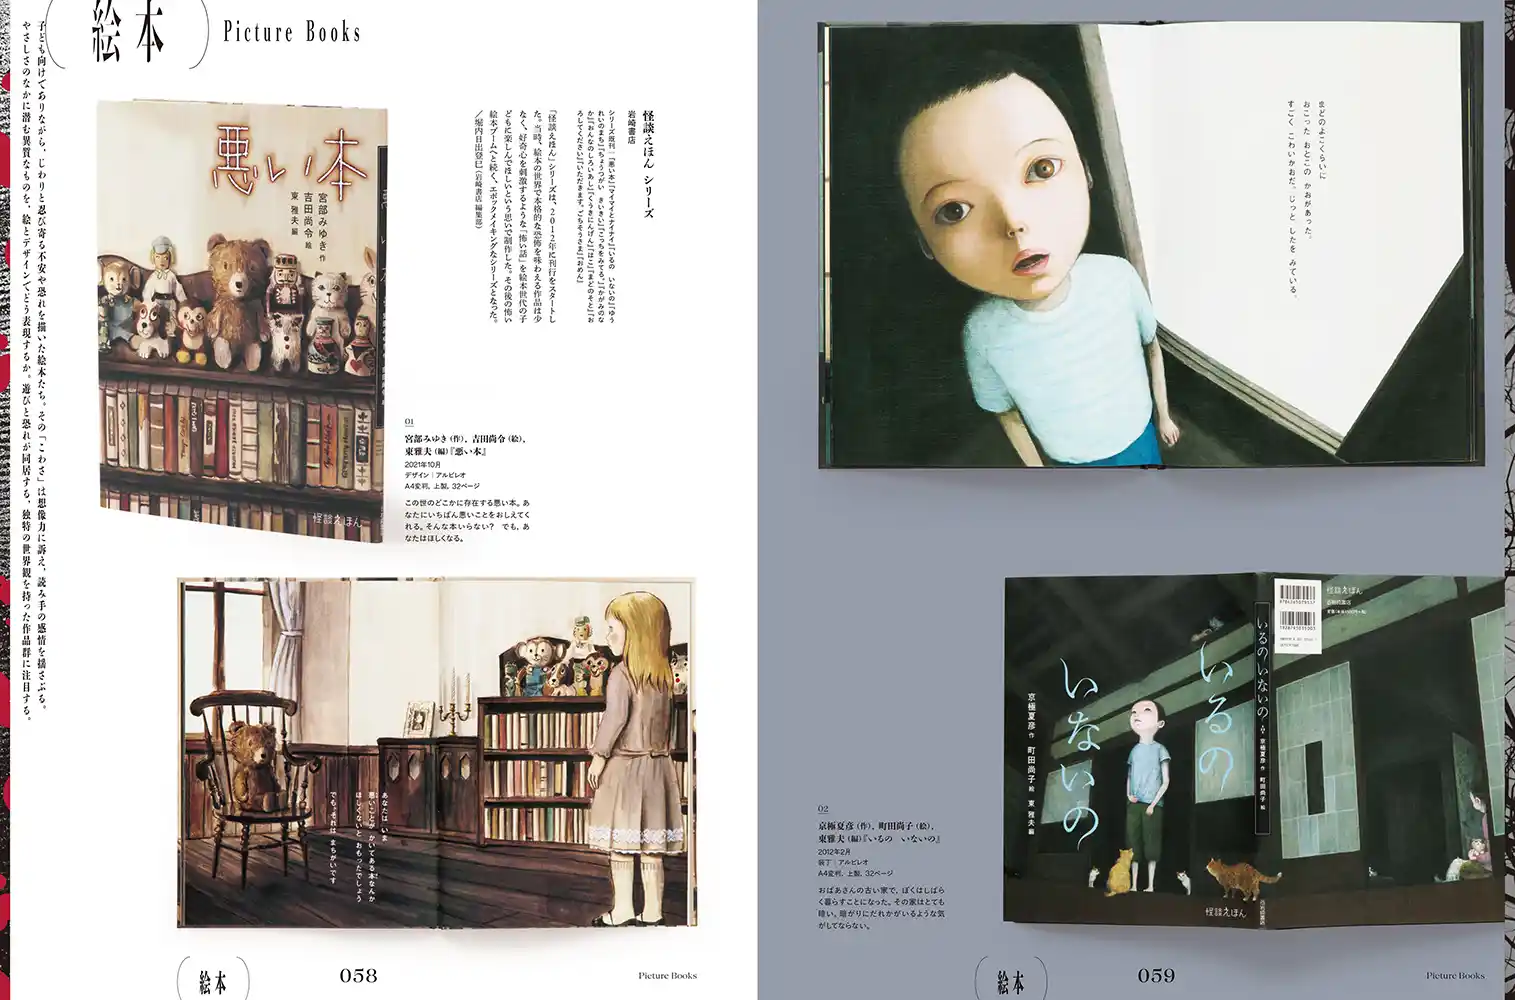 絵本
Picture Books
子ども向けでありながら、じわりと忍び寄る不安や恐れを描いた絵本たち。その「こわさ」は想像力に訴え、読み手の感情を揺さぶる。
やさしさのなかに潜む異質なものを、絵とデザインでどう表現するか。遊びと恐れが同居する、独特の世界観を持った作品群に注目する。
怪談えほん シリーズ
岩崎書店
シリーズ既刊|『悪い本』『マイマイとナイナイ』『いるの いないの』『ゆう
れいのまち』『ちょうつがい きいきい』『こっちをみてる。』『かがみのな
か』『おんなのしろいあし』『くうきにんげん』『はこ』『まどのそと』『お
ろしてください』『いただきます。ごちそうさま。』『おめん』
「怪談えほん」シリーズは、2012年に刊行をスタートし
た。当時、絵本の世界で本格的な恐怖を味わえる作品は少
なく、好奇心を刺激するような「怖い話」を絵本世代の子
どもに楽しんでほしいという思いで制作した。その後の怖い
絵本ブームへと続く、エポックメイキングなシリーズとなった。
／堀内日出登巳（岩崎書店 編集部）
悪い本
宮部みゆき 作
吉田尚令 絵
東 雅夫 編
怪談えほん
01
宮部みゆき（作）、吉田尚令（絵）、
東雅夫（編）『悪い本』
2021年10月
デザイン｜アルビレオ
A4変判、上製、32ページ
この世のどこかに存在する悪い本。あ
なたにいちばん悪いことをおしえてく
れる。そんな本いらない？ でも、あ
なたはほしくなる。
あなたは いま
悪いことが かいてある本なんか
ほしくないと おもったでしょう
でも、それは まちがいです
絵本
058
Picture Books
まどのよこくらいに
おこった おとこの かおがあった。
すごく こわいかおだ。じっと したを みている。
いるの
いないの
京極夏彦 作 町田尚子 絵 東 雅夫 編
いるの いないの
京極夏彦 作 町田尚子 絵
岩崎書店
怪談えほん
怪談えほん
岩崎書店
02
京極夏彦（作）、町田尚子（絵）、
東雅夫（編）『いるの いないの』
2012年2月
装丁｜アルビレオ
A4変判、上製、32ページ
おばあさんの古い家で、ぼくはしばら
く暮らすことになった。その家はとても
暗い。暗がりにだれかがいるような気
がしてならない。
絵本
059
Picture Books